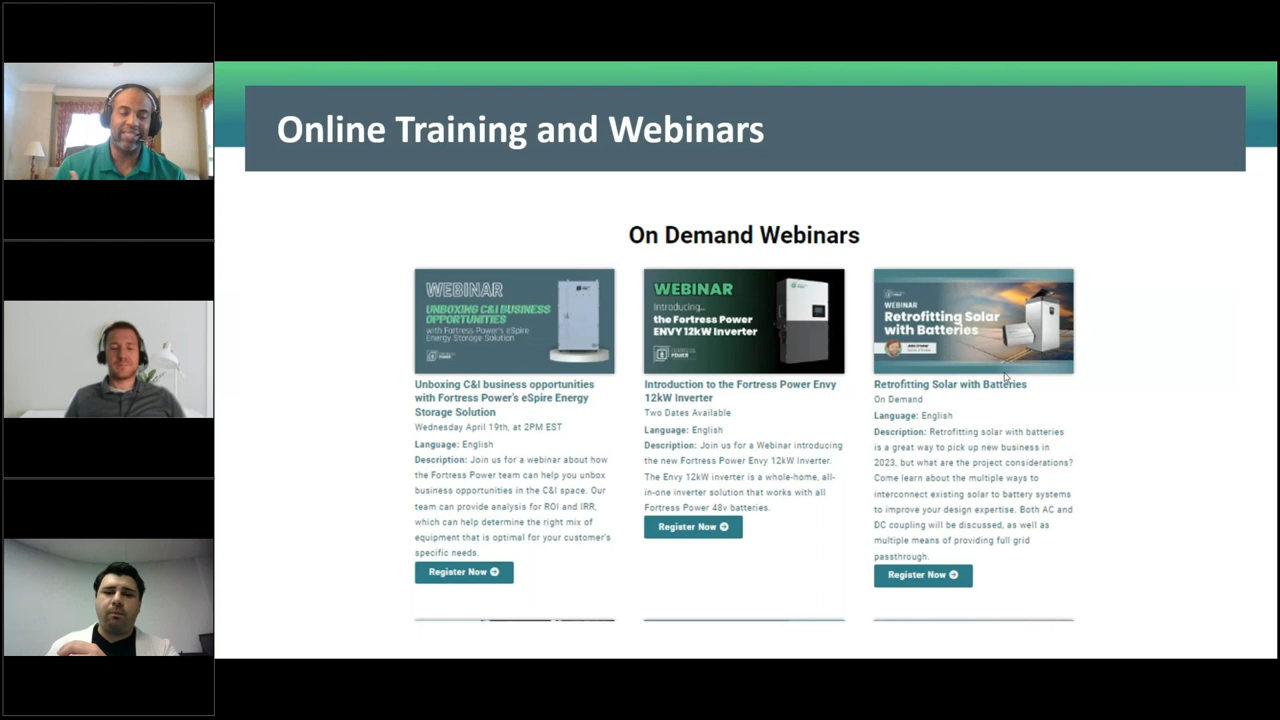 Online Training and Webinars
On Demand Webinars
WEBINAR
UNBOXING C&I BUSINESS
OPPORTUNITIES
with Fortress Power's eSpire
Energy Storage Solution
Unboxing C&I business opportunities
with Fortress Power's eSpire Energy
Storage Solution
Wednesday April 19th, at 2PM EST
Language: English
Description: Join us for a webinar about how
the Fortress Power team can help you unbox
business opportunities in the C&I space. Our
team can provide analysis for ROI and IRR,
which can help determine the right mix of
equipment that is optimal for your customer's
specific needs.
Register Now
WEBINAR
Introducing...
the Fortress Power
ENVY 12kW Inverter
Introduction to the Fortress Power Envy
12kW Inverter
Two Dates Available
Language: English
Description: Join us for a Webinar introducing
the new Fortress Power Envy 12kW Inverter.
The Envy 12kW inverter is a whole-home, all-
in-one inverter solution that works with all
Fortress Power 48v batteries.
Register Now
WEBINAR
Retrofitting Solar
with Batteries
Retrofitting Solar with Batteries
On Demand
Language: English
Description: Retrofitting solar with batteries
is a great way to pick up new business in
2023, but what are the project considerations?
Come learn about the multiple ways to
interconnect existing solar to battery systems
to improve your design expertise. Both AC and
DC coupling will be discussed, as well as
multiple means of providing full grid
passthrough.
Register Now